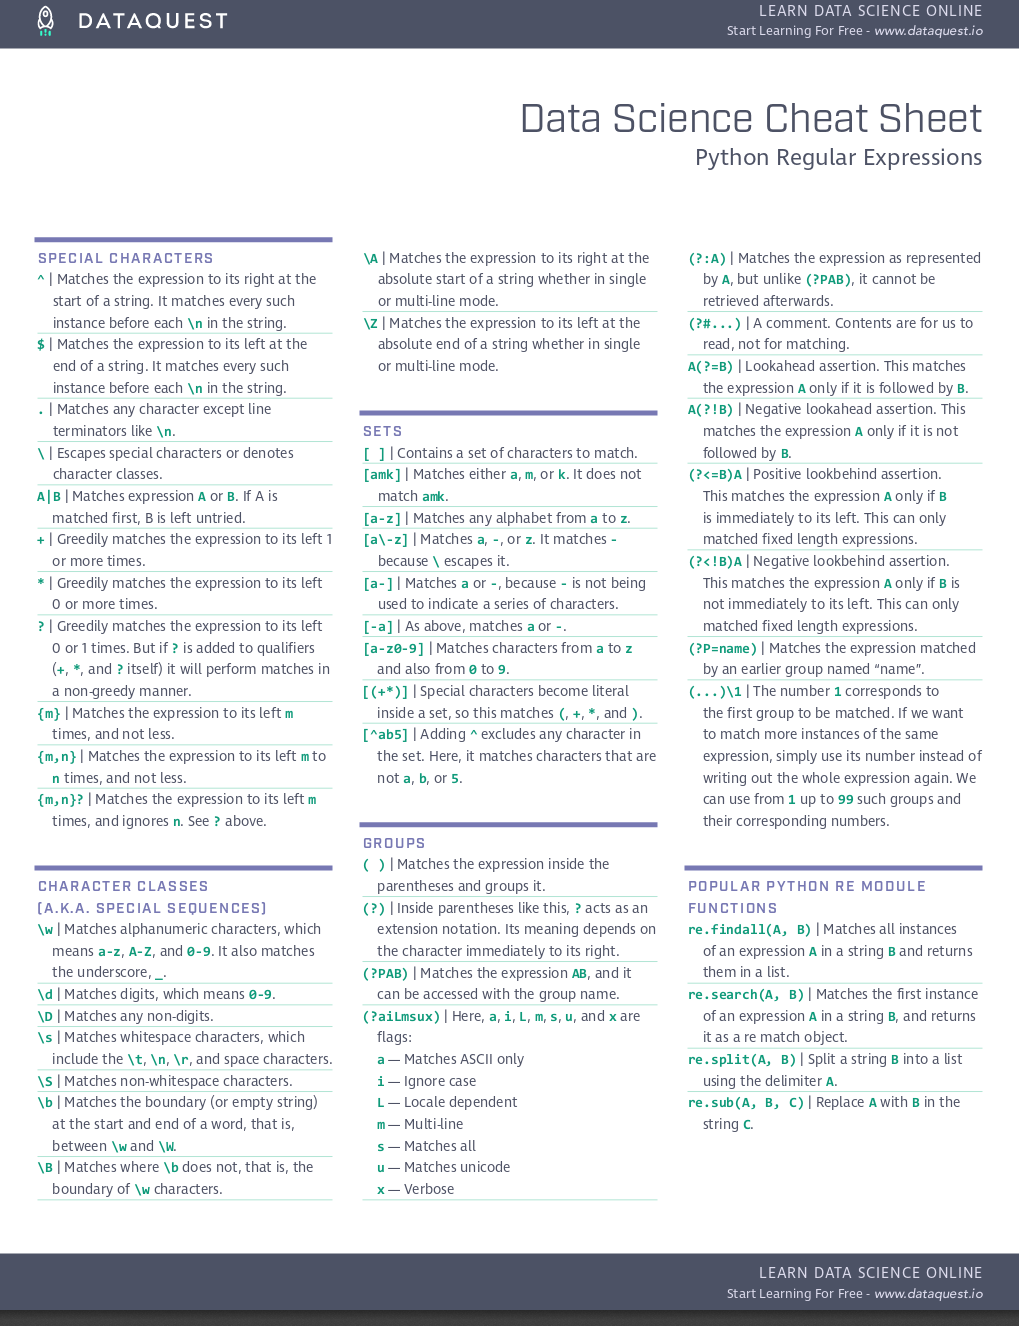 DATAQUEST
LEARN DATA SCIENCE ONLINE
Start Learning For Free - www.dataquest.io
Data Science Cheat Sheet
Python Regular Expressions
SPECIAL CHARACTERS
^ | Matches the expression to its right at the
start of a string. It matches every such
instance before each \n in the string.
$ | Matches the expression to its left at the
end of a string. It matches every such
instance before each \n in the string.
. | Matches any character except line
terminators like \n.
\ | Escapes special characters or denotes
character classes.
A|B | Matches expression A or B. If A is
matched first, B is left untried.
+ | Greedily matches the expression to its left 1
or more times.
* | Greedily matches the expression to its left
0 or more times.
? | Greedily matches the expression to its left
0 or 1 times. But if ? is added to qualifiers
(+, *, and ? itself) it will perform matches in
a non-greedy manner.
{m} | Matches the expression to its left m
times, and not less.
{m,n} | Matches the expression to its left m to
n times, and not less.
{m,n}? | Matches the expression to its left m
times, and ignores n. See ? above.
CHARACTER CLASSES
(A.K.A. SPECIAL SEQUENCES)
\w | Matches alphanumeric characters, which
means a-z, A-Z, and 0-9. It also matches
the underscore, _.
\d | Matches digits, which means 0-9.
\D | Matches any non-digits.
\s | Matches whitespace characters, which
include the \t, \n, \r, and space characters.
\S | Matches non-whitespace characters.
\b | Matches the boundary (or empty string)
at the start and end of a word, that is,
between \w and \W.
\B | Matches where \b does not, that is, the
boundary of \w characters.
\A | Matches the expression to its right at the
absolute start of a string whether in single
or multi-line mode.
\Z | Matches the expression to its left at the
absolute end of a string whether in single
or multi-line mode.
SETS
[ ] | Contains a set of characters to match.
[amk] | Matches either a, m, or k. It does not
match amk.
[a-z] | Matches any alphabet from a to z.
[a\-z] | Matches a, -, or z. It matches -
because \ escapes it.
[a-] | Matches a or -, because - is not being
used to indicate a series of characters.
[-a] | As above, matches a or -.
[a-z0-9] | Matches characters from a to z
and also from 0 to 9.
[(+*)] | Special characters become literal
inside a set, so this matches (, +, *, and ).
[^ab5] | Adding ^ excludes any character in
the set. Here, it matches characters that are
not a, b, or 5.
GROUPS
( ) | Matches the expression inside the
parentheses and groups it.
(?) | Inside parentheses like this, ? acts as an
extension notation. Its meaning depends on
the character immediately to its right.
(?PAB) | Matches the expression AB, and it
can be accessed with the group name.
(?aiLmsux) | Here, a, i, L, m, s, u, and x are
flags:
a — Matches ASCII only
i — Ignore case
L — Locale dependent
m — Multi-line
s — Matches all
u — Matches unicode
x — Verbose
(?:A) | Matches the expression as represented
by A, but unlike (?PAB), it cannot be
retrieved afterwards.
(?#...) | A comment. Contents are for us to
read, not for matching.
A(?=B) | Lookahead assertion. This matches
the expression A only if it is followed by B.
A(?!B) | Negative lookahead assertion. This
matches the expression A only if it is not
followed by B.
(?<=B)A | Positive lookbehind assertion.
This matches the expression A only if B
is immediately to its left. This can only
matched fixed length expressions.
(?<!B)A | Negative lookbehind assertion.
This matches the expression A only if B is
not immediately to its left. This can only
matched fixed length expressions.
(?P=name) | Matches the expression matched
by an earlier group named “name”.
(...)\1 | The number 1 corresponds to
the first group to be matched. If we want
to match more instances of the same
expression, simply use its number instead of
writing out the whole expression again. We
can use from 1 up to 99 such groups and
their corresponding numbers.
POPULAR PYTHON RE MODULE
FUNCTIONS
re.findall(A, B) | Matches all instances
of an expression A in a string B and returns
them in a list.
re.search(A, B) | Matches the first instance
of an expression A in a string B, and returns
it as a re match object.
re.split(A, B) | Split a string B into a list
using the delimiter A.
re.sub(A, B, C) | Replace A with B in the
string C.
LEARN DATA SCIENCE ONLINE
Start Learning For Free - www.dataquest.io